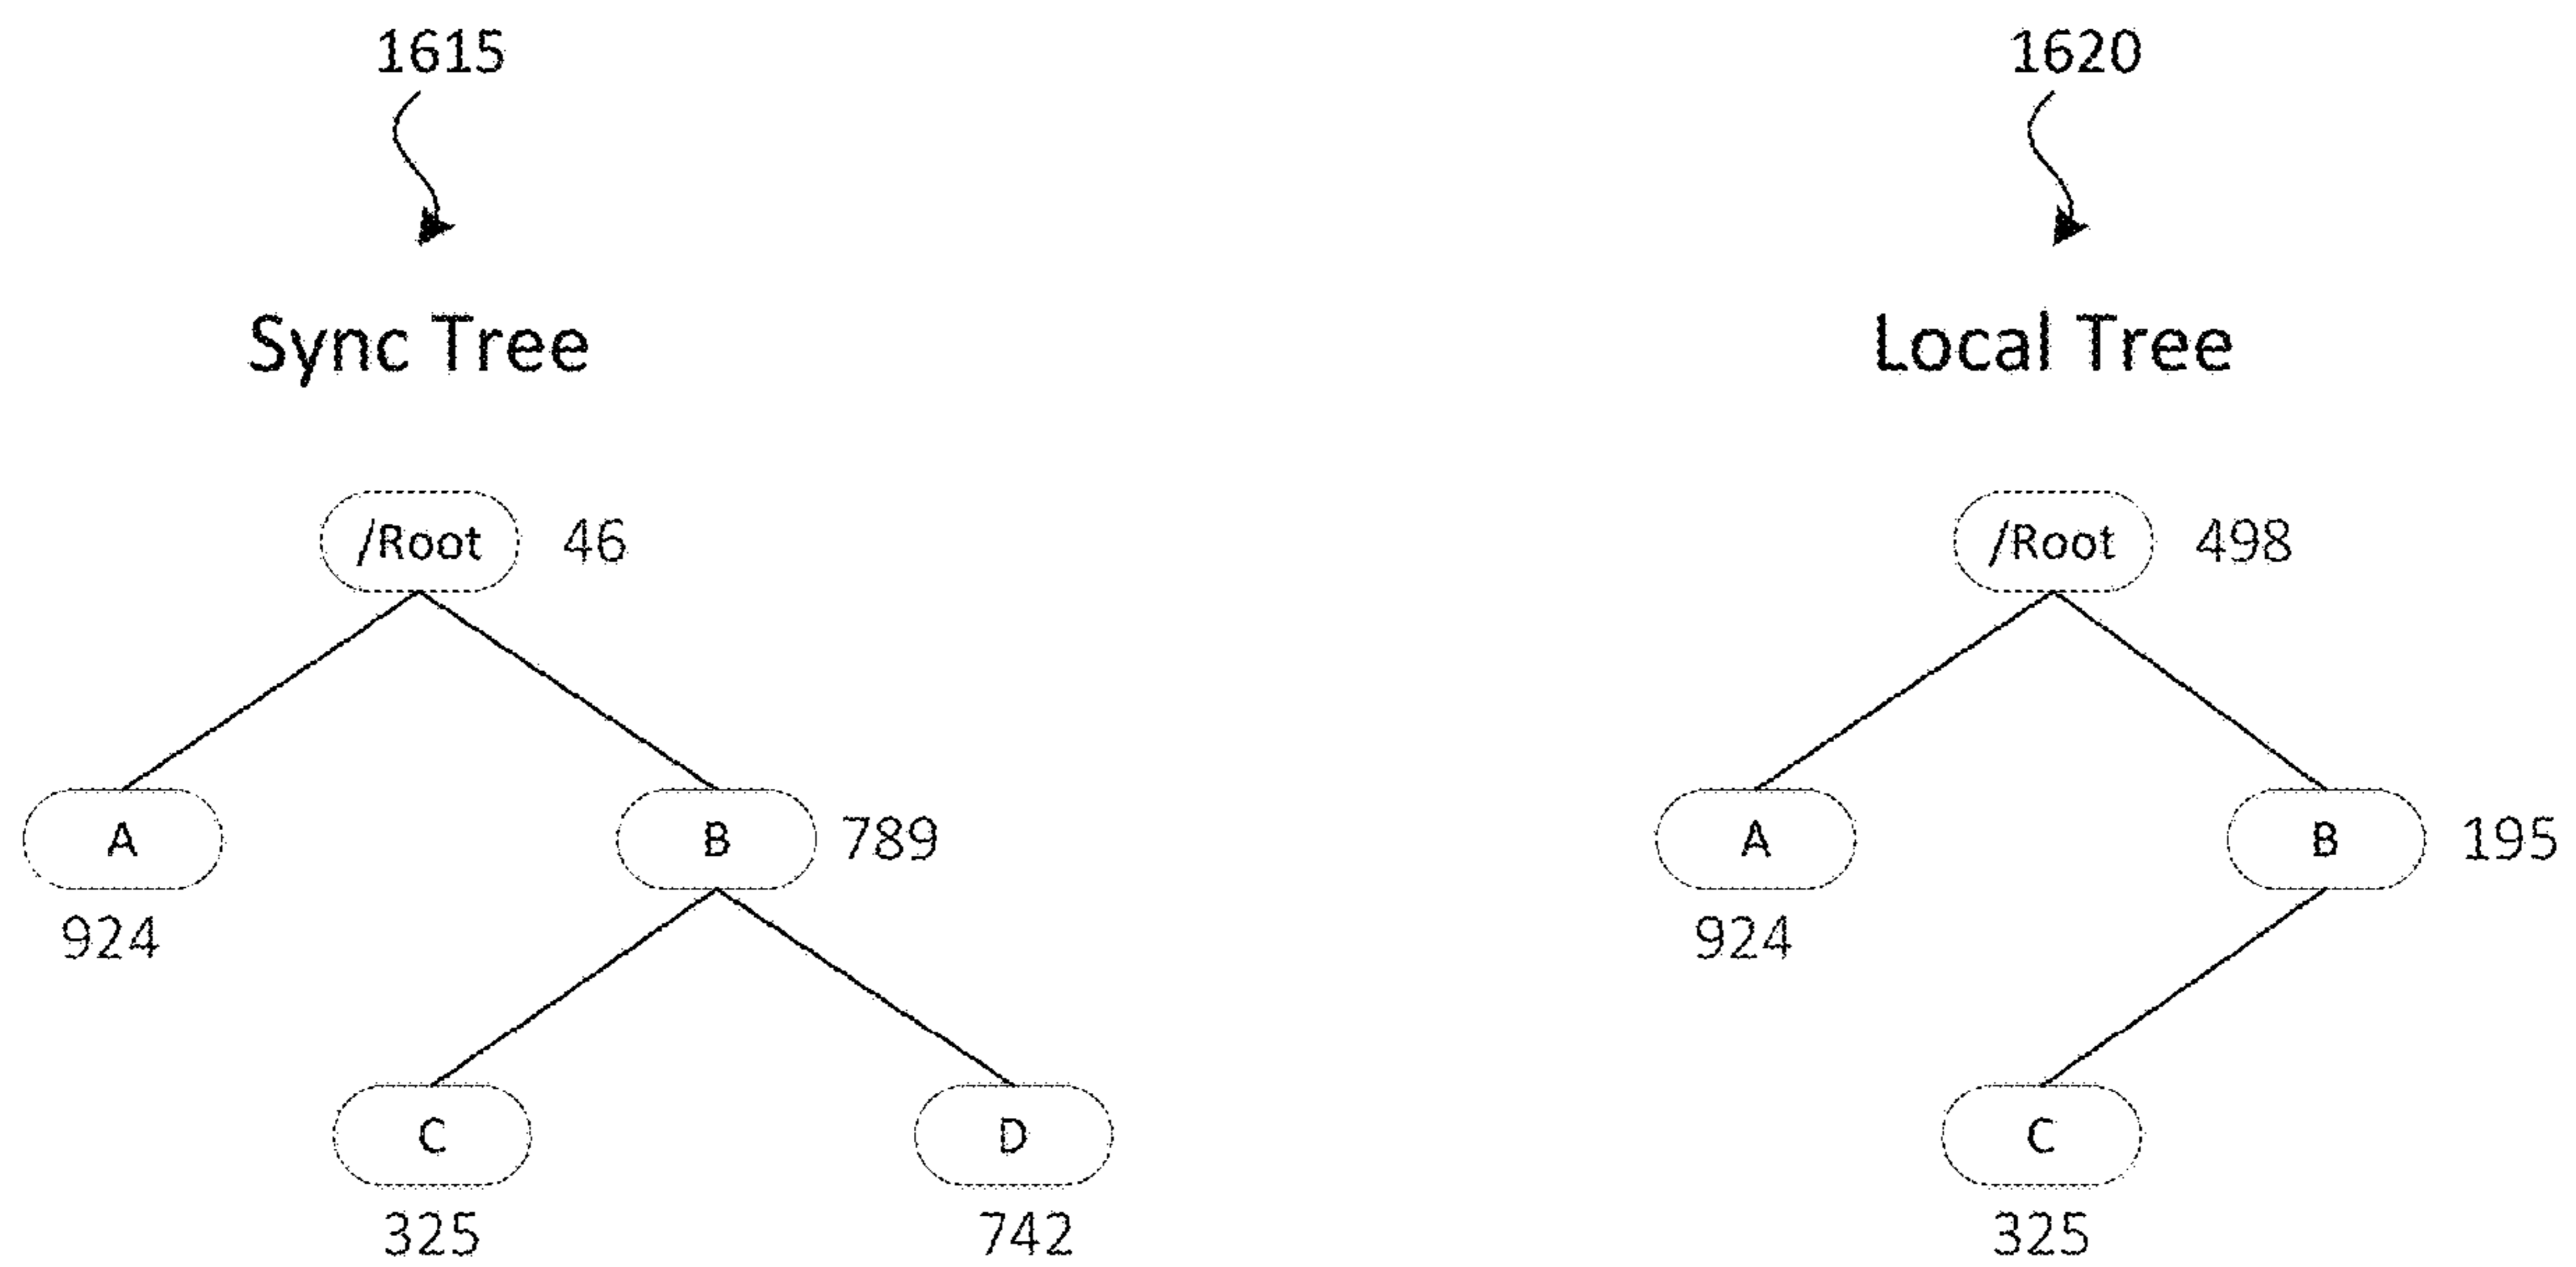 1615
1620
Sync Tree
Local Tree
/Root 46
/Root 498
A
B 789
A
B 195
924
924
C
D
C
325
742
325